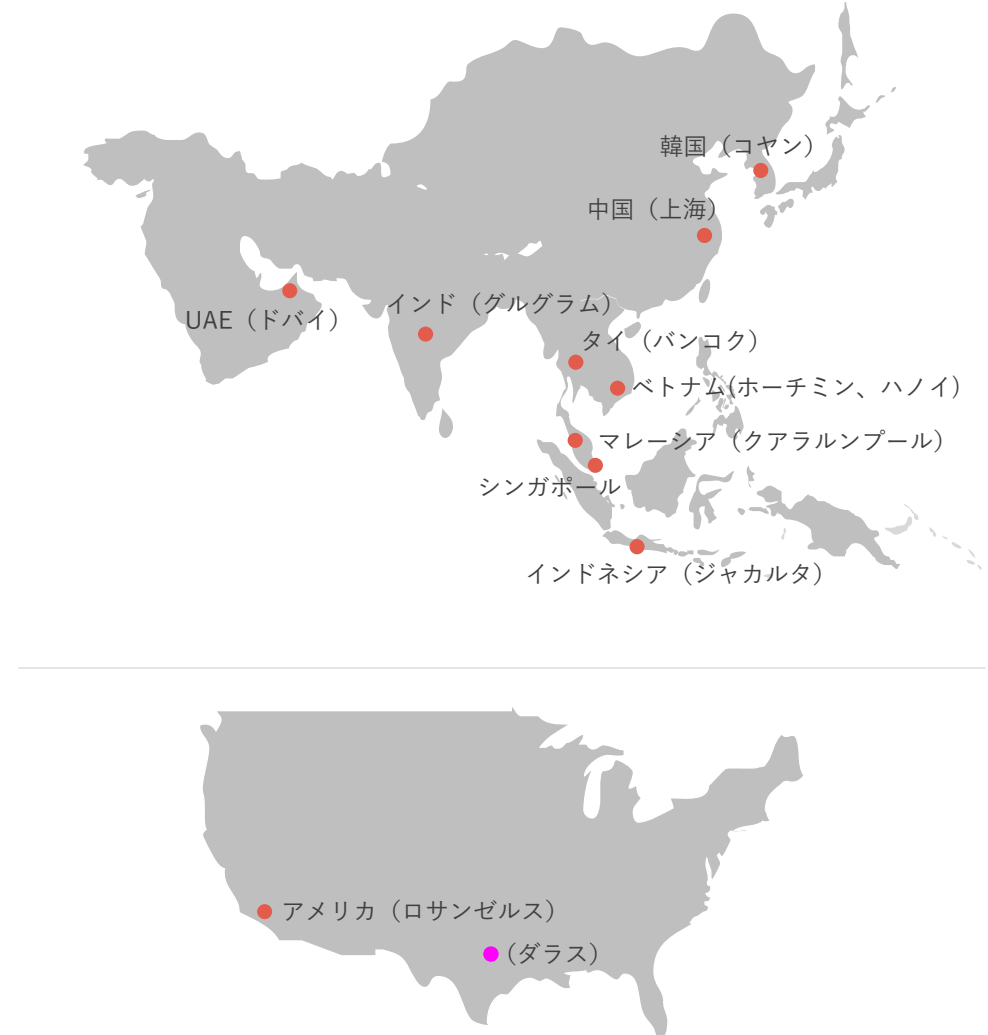 韓国（コヤン）
中国（上海）
インド（グルグラム）
UAE（ドバイ）
タイ（バンコク）
ベトナム(ホーチミン、ハノイ)
マレーシア（クアラルンプール）
シンガポール
インドネシア（ジャカルタ）
アメリカ（ロサンゼルス）
(ダラス)